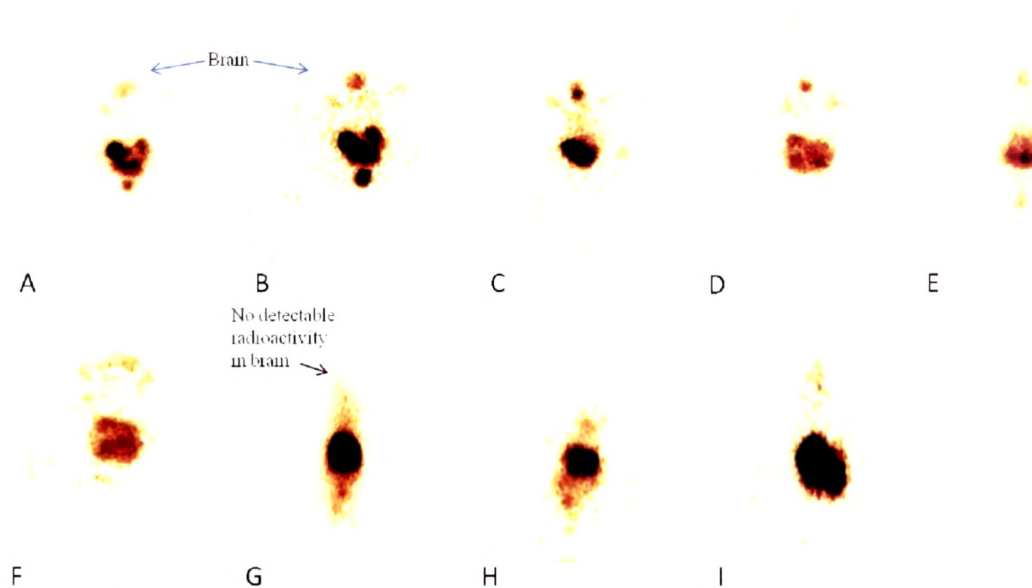 Brain
A
B
C
D
E
No detectable
radioactivity
in brain
F
G
H
I